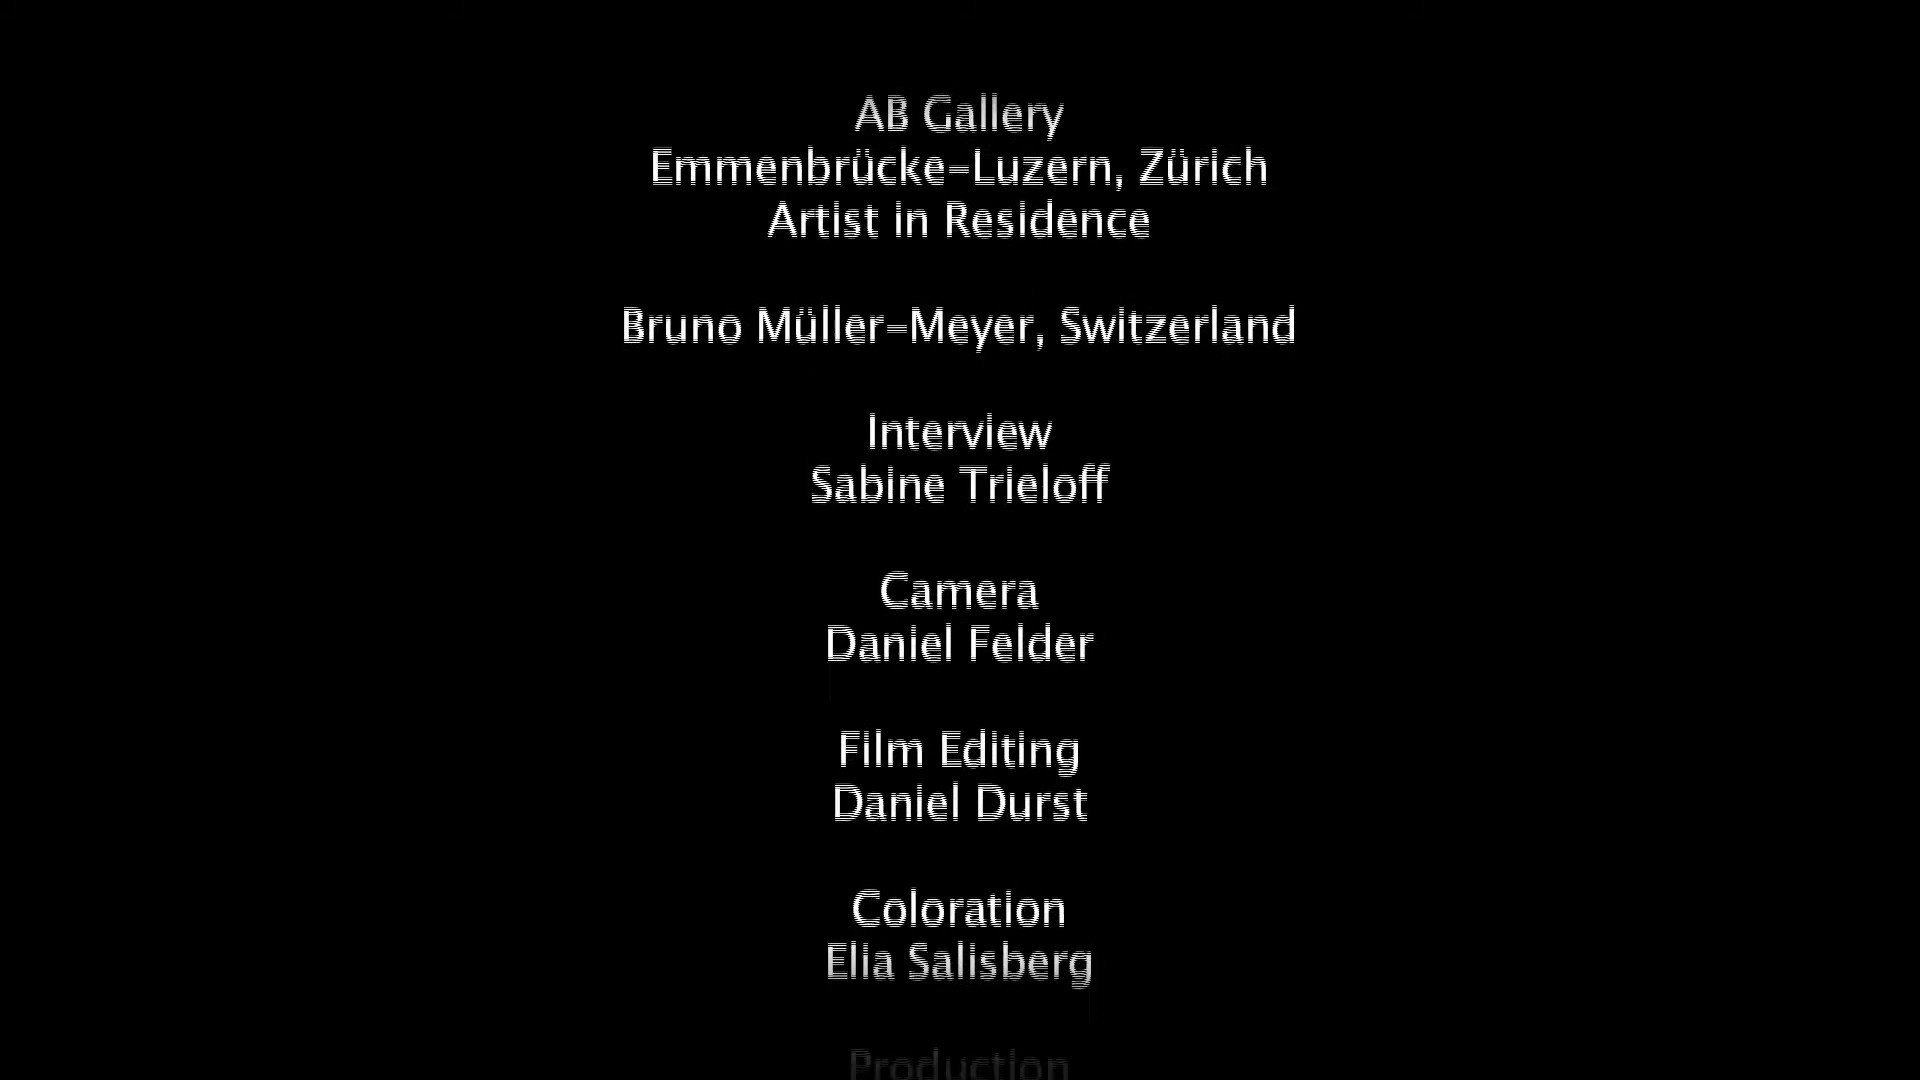 AB Gallery
Emmenbrücke-Luzern, Zürich
Artist in Residence
Bruno Müller-Meyer, Switzerland
Interview
Sabine Trieloff
Camera
Daniel Felder
Film Editing
Daniel Durst
Coloration
Elia Salisberg
Production